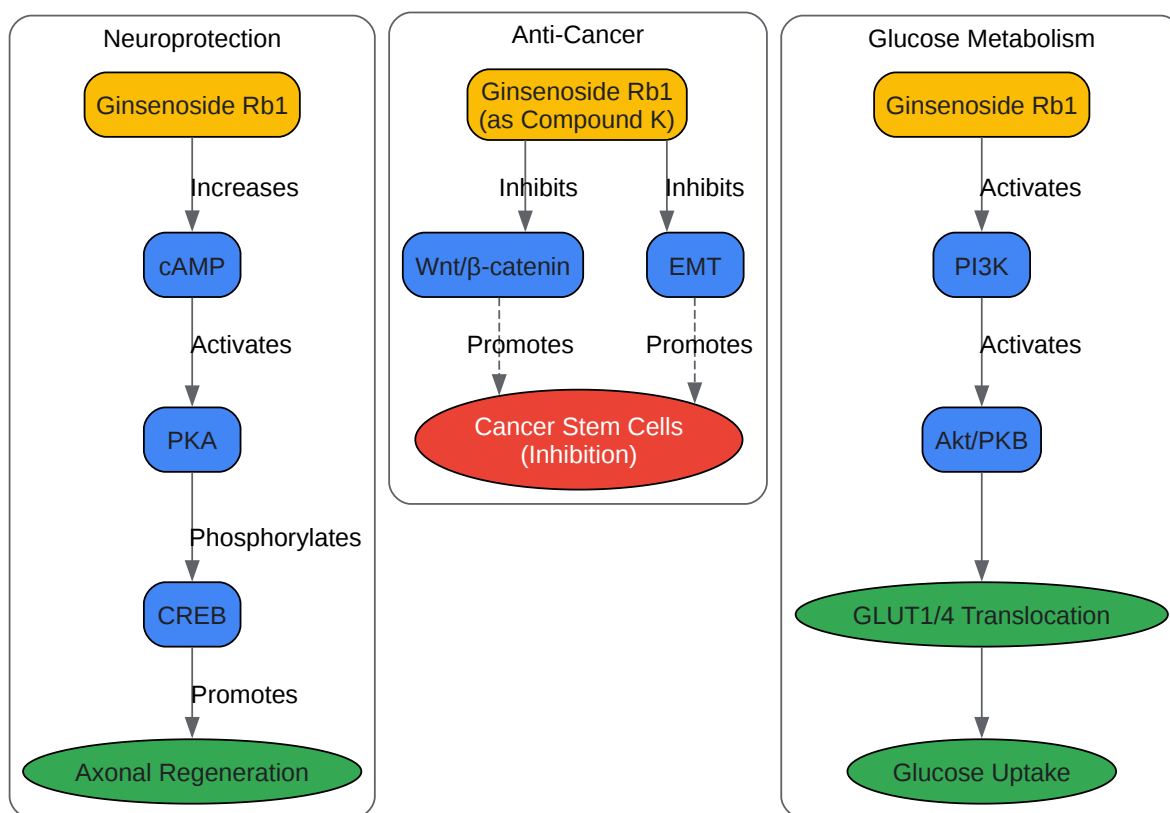 Neuroprotection
Ginsenoside Rb1
Increases
cAMP
Activates
PKA
Phosphorylates
CREB
Promotes
Axonal Regeneration
Anti-Cancer
Ginsenoside Rb1
(as Compound K)
Inhibits
Inhibits
Wnt/β-catenin
EMT
Promotes
Promotes
Cancer Stem Cells
(Inhibition)
Glucose Metabolism
Ginsenoside Rb1
Activates
PI3K
Activates
Akt/PKB
GLUT1/4 Translocation
Glucose Uptake